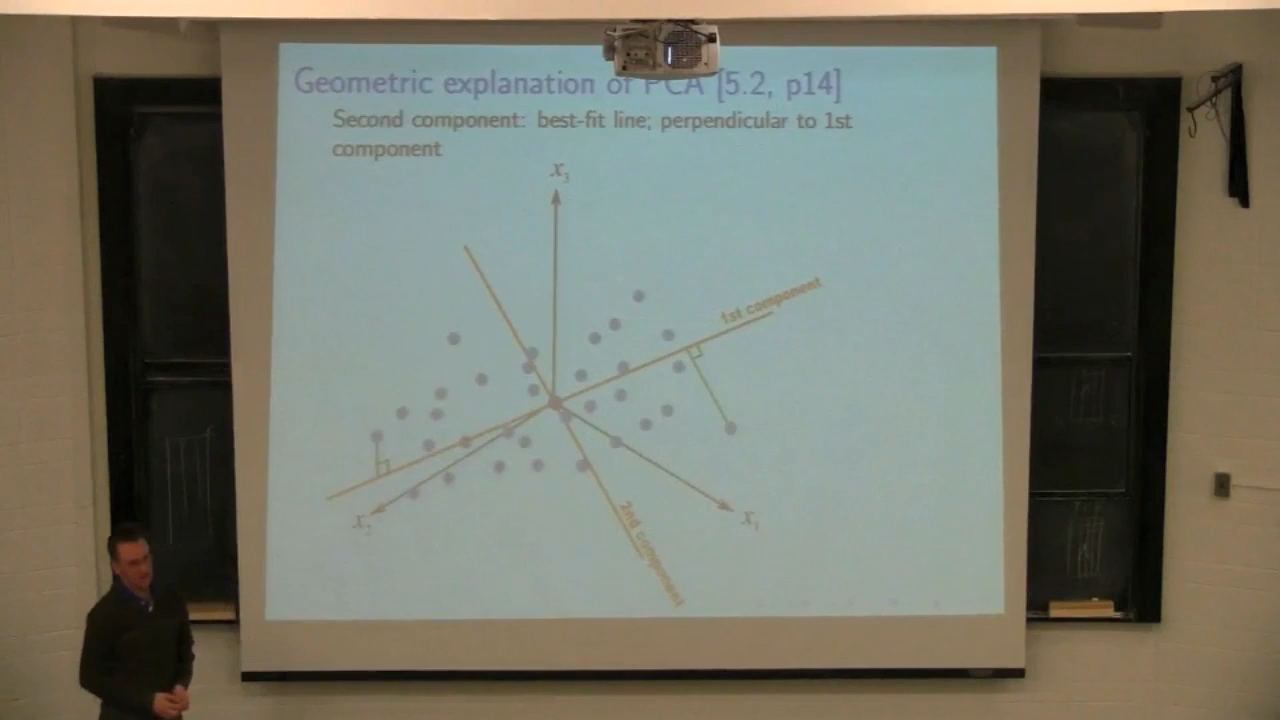 Geometric explanation of PCA [5.2, p14]
Second component: best-fit line; perpendicular to 1st
component
x₃
1st component
x₂
x₁
2nd component